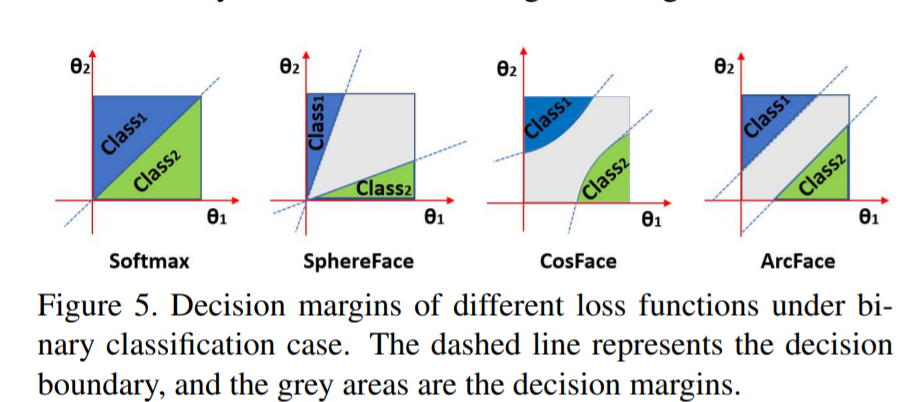 θ2
Class1
Class2
θ1
Softmax
θ2
Class1
Class2
θ1
SphereFace
θ2
Class1
Class2
θ1
CosFace
θ2
Class1
Class2
θ1
ArcFace
Figure 5. Decision margins of different loss functions under bi-
nary classification case. The dashed line represents the decision
boundary, and the grey areas are the decision margins.